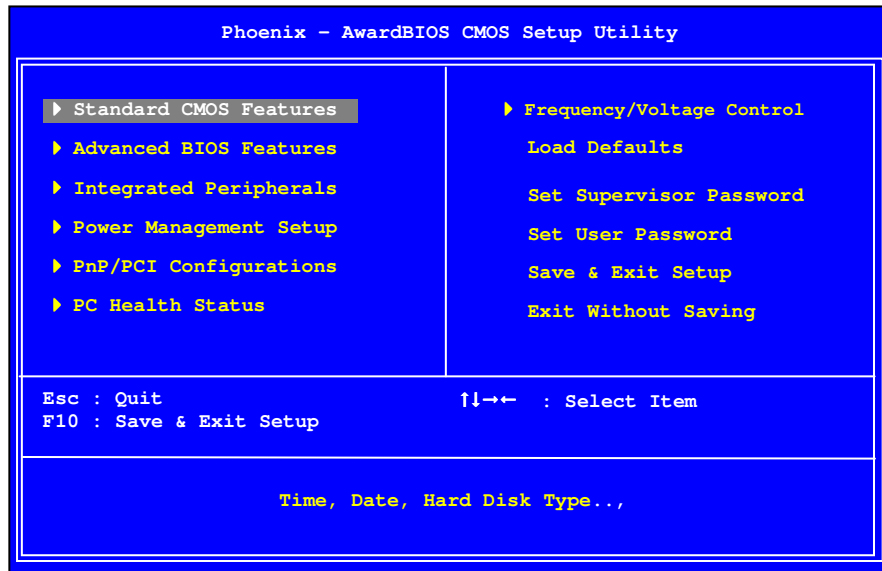 Phoenix – AwardBIOS CMOS Setup Utility
Standard CMOS Features
Advanced BIOS Features
Integrated Peripherals
Power Management Setup
PnP/PCI Configurations
PC Health Status
Frequency/Voltage Control
Load Defaults
Set Supervisor Password
Set User Password
Save & Exit Setup
Exit Without Saving
Esc : Quit
F10 : Save & Exit Setup
↑↓→← : Select Item
Time, Date, Hard Disk Type..,